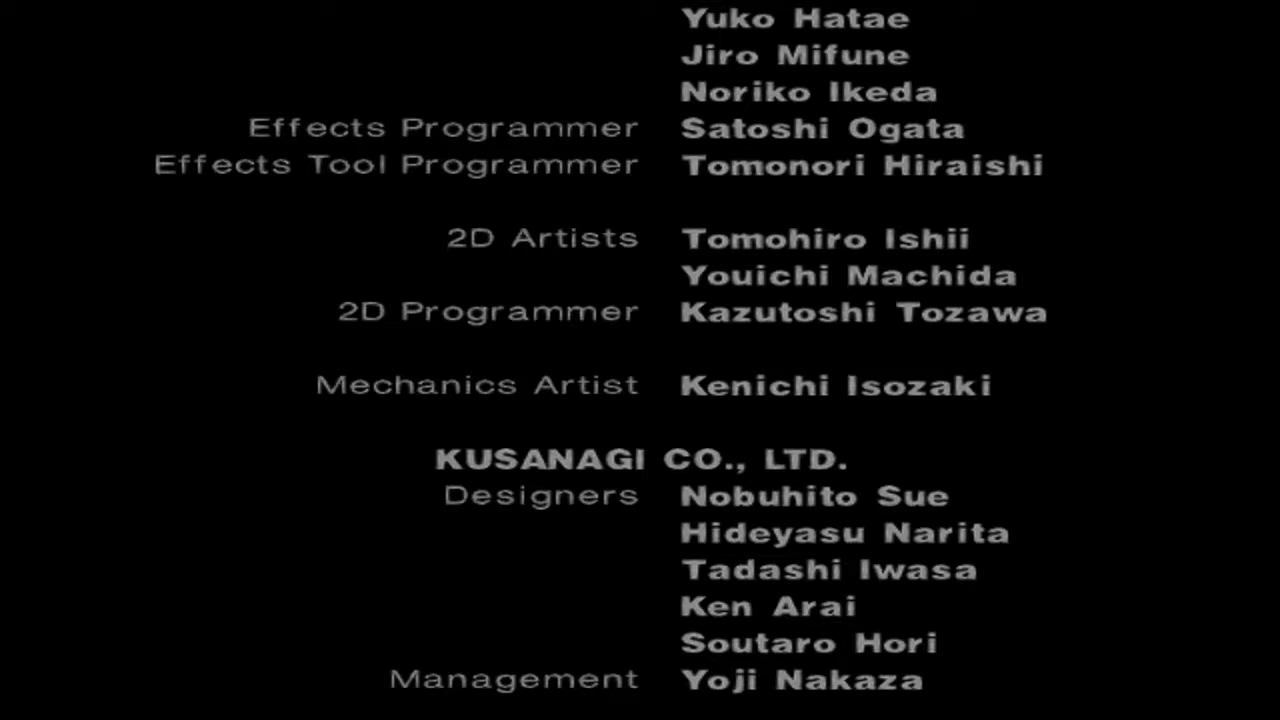 Yuko Hatae
Jiro Mifune
Noriko Ikeda
Effects Programmer Satoshi Ogata
Effects Tool Programmer Tomonori Hiraishi
2D Artists Tomohiro Ishii
Youichi Machida
2D Programmer Kazutoshi Tozawa
Mechanics Artist Kenichi Isozaki
KUSANAGI CO., LTD.
Designers Nobuhito Sue
Hideyasu Narita
Tadashi Iwasa
Ken Arai
Soutaro Hori
Management Yoji Nakaza